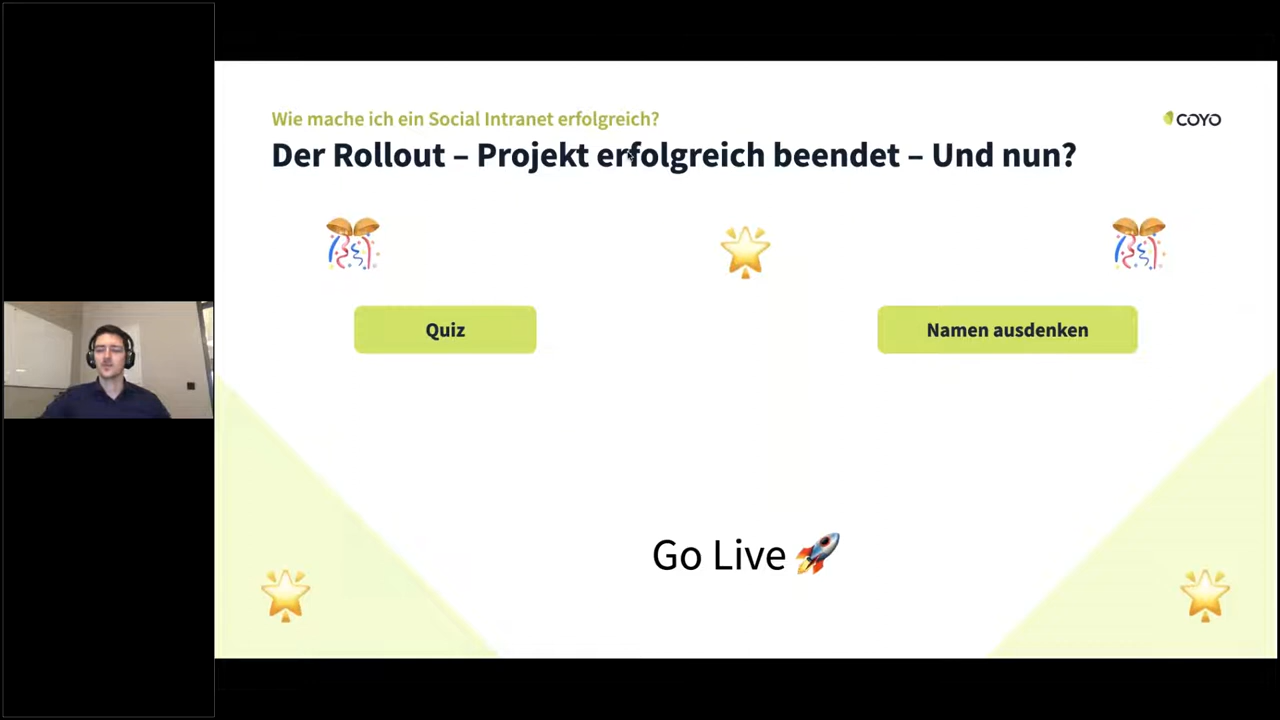 Wie mache ich ein Social Intranet erfolgreich?
COYO
Der Rollout – Projekt erfolgreich beendet – Und nun?
Quiz
Namen ausdenken
Go Live